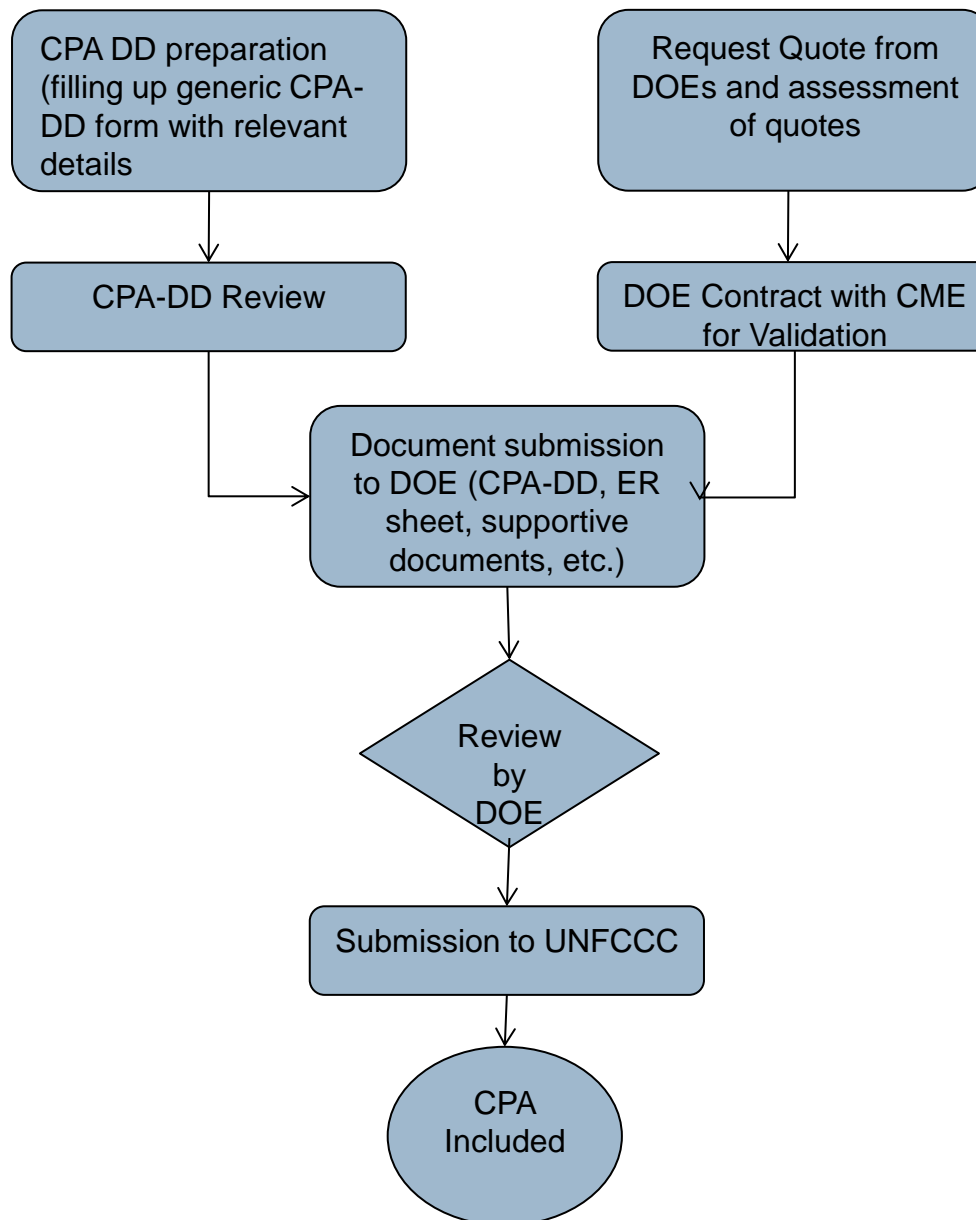 CPA DD preparation
(filling up generic CPA-
DD form with relevant
details
Request Quote from
DOEs and assessment
of quotes
CPA-DD Review
DOE Contract with CME
for Validation
Document submission
to DOE (CPA-DD, ER
sheet, supportive
documents, etc.)
Review
by
DOE
Submission to UNFCCC
CPA
Included